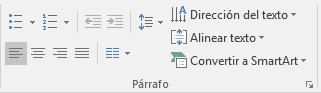 Dirección del texto
Alinear texto
Convertir a SmartArt
Párrafo